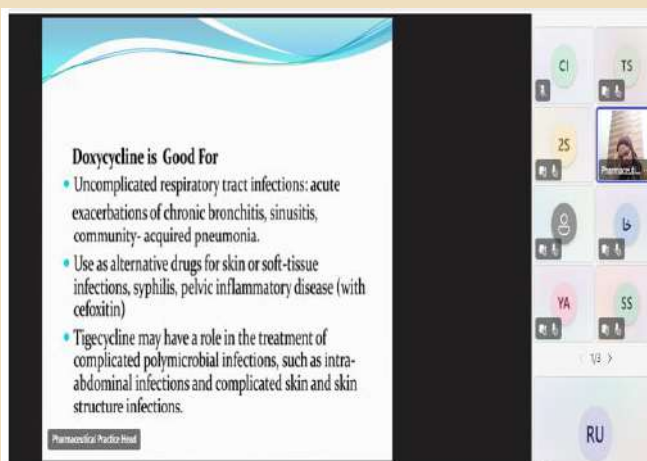 Doxycycline is Good For
• Uncomplicated respiratory tract infections: acute
exacerbations of chronic bronchitis, sinusitis,
community- acquired pneumonia.
• Use as alternative drugs for skin or soft-tissue
infections, syphilis, pelvic inflammatory disease (with
cefoxitin)
• Tigecycline may have a role in the treatment of
complicated polymicrobial infections, such as intra-
abdominal infections and complicated skin and skin
structure infections.
Pharmaceutical Practice Head
CI
TS
2S
Pharmaceuti...
YA
SS
1/3
RU